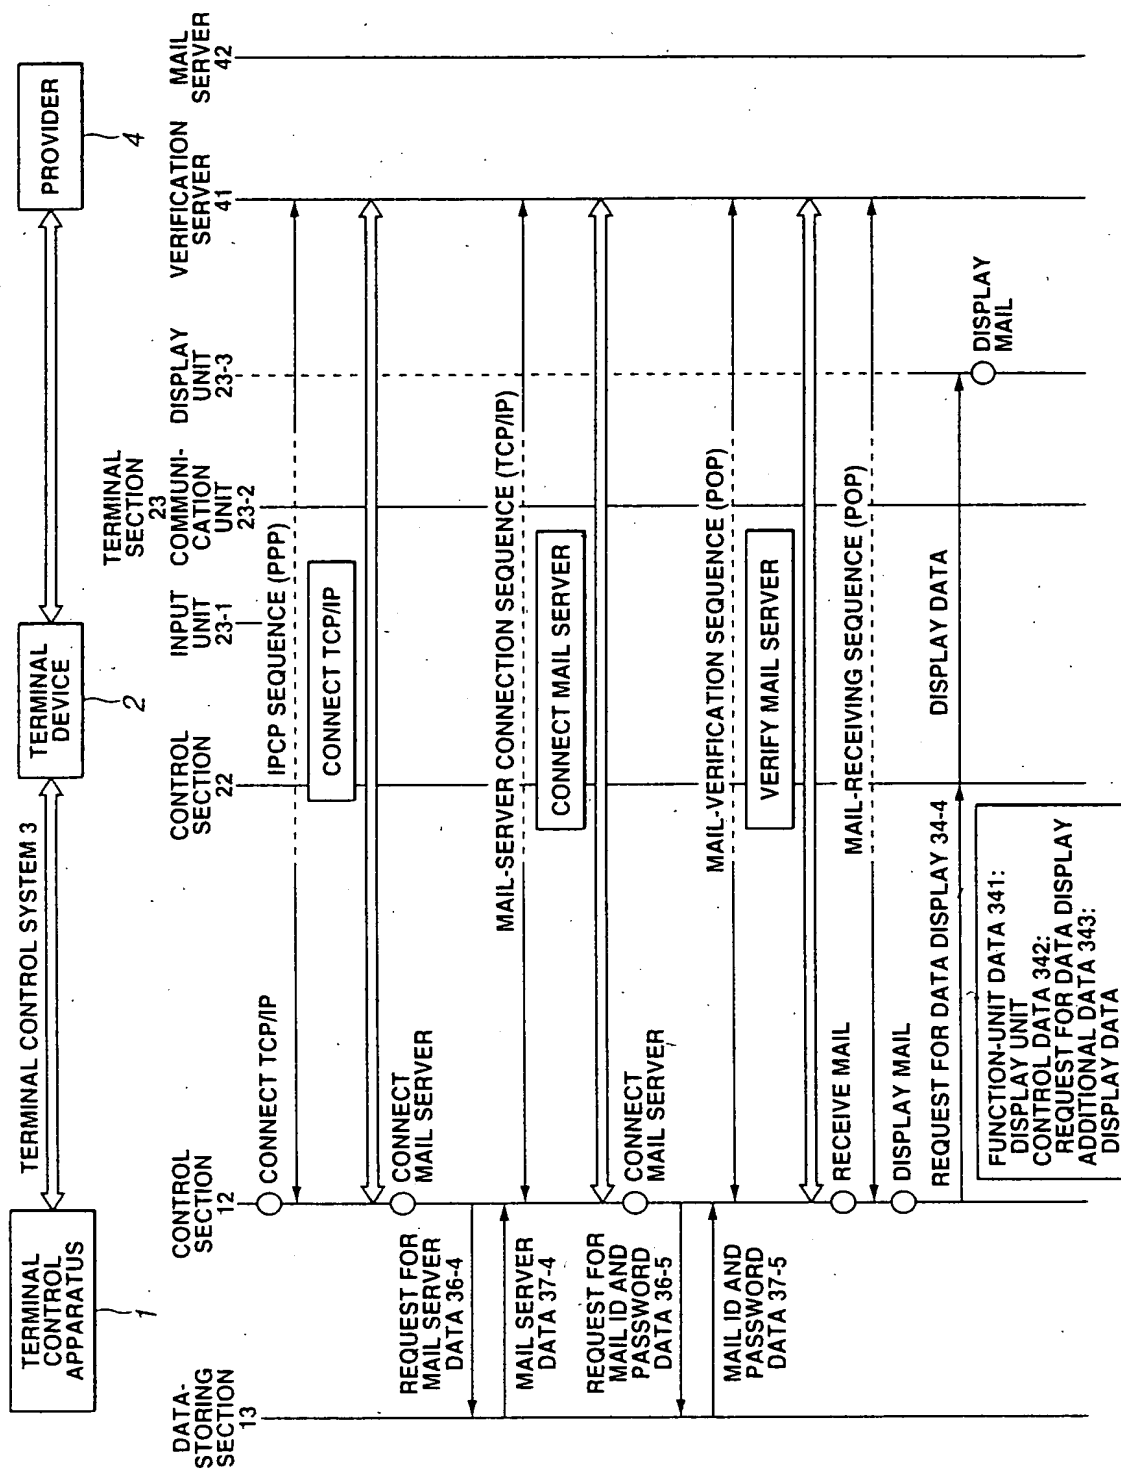 TERMINAL
CONTROL
APPARATUS
1
TERMINAL CONTROL SYSTEM 3
TERMINAL
DEVICE
2
PROVIDER
4
DATA-
STORING
SECTION
13
CONTROL
SECTION
12
CONTROL
SECTION
22
TERMINAL
SECTION
23
INPUT
UNIT
23-1
COMMUNI-
CATION
UNIT
23-2
DISPLAY
UNIT
23-3
VERIFICATION
SERVER
41
MAIL
SERVER
42
CONNECT TCP/IP
IPCP SEQUENCE (PPP)
CONNECT TCP/IP
CONNECT
MAIL SERVER
REQUEST FOR
MAIL SERVER
DATA 36-4
MAIL SERVER
DATA 37-4
MAIL-SERVER CONNECTION SEQUENCE (TCP/IP)
CONNECT MAIL SERVER
CONNECT
MAIL SERVER
REQUEST FOR
MAIL ID AND
PASSWORD
DATA 36-5
MAIL ID AND
PASSWORD
DATA 37-5
MAIL-VERIFICATION SEQUENCE (POP)
VERIFY MAIL SERVER
RECEIVE MAIL
MAIL-RECEIVING SEQUENCE (POP)
DISPLAY MAIL
REQUEST FOR DATA DISPLAY 34-4
DISPLAY DATA
DISPLAY
MAIL
FUNCTION-UNIT DATA 341:
DISPLAY UNIT
CONTROL DATA 342:
REQUEST FOR DATA DISPLAY
ADDITIONAL DATA 343:
DISPLAY DATA